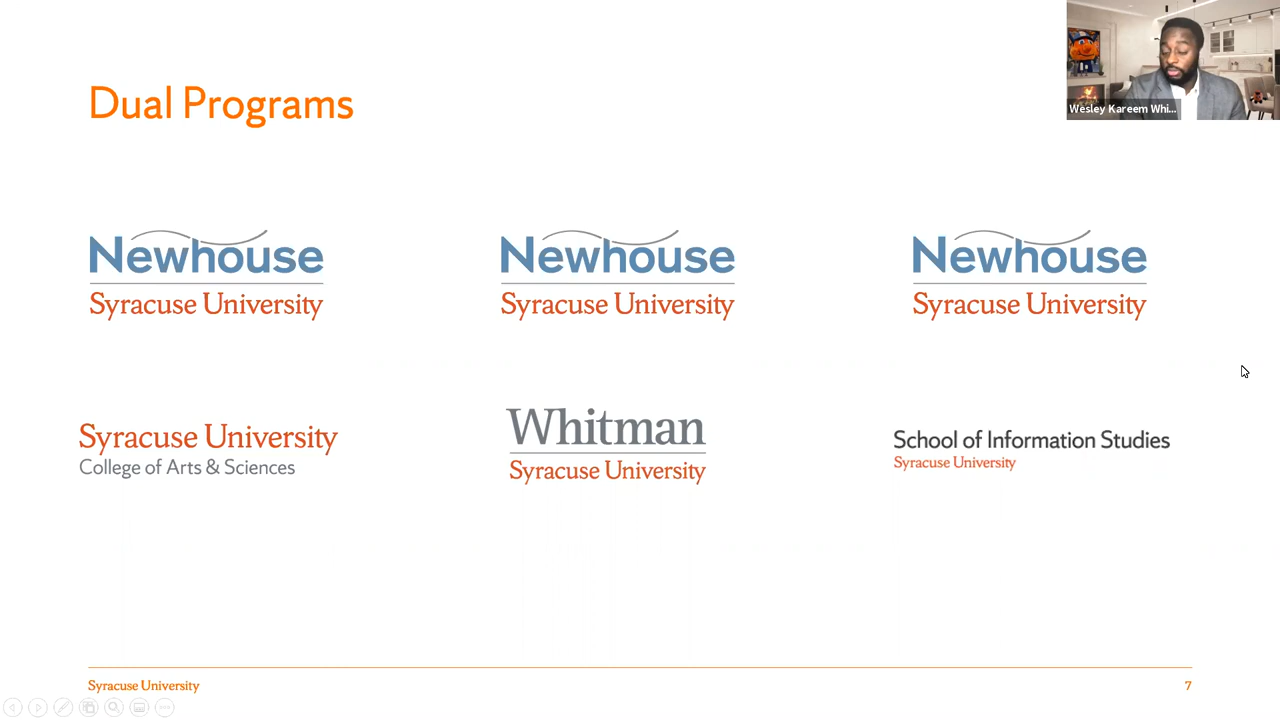 Dual Programs
Wesley Kareem Whi...
Newhouse
Syracuse University
Newhouse
Syracuse University
Newhouse
Syracuse University
Syracuse University
College of Arts & Sciences
Whitman
Syracuse University
School of Information Studies
Syracuse University
Syracuse University
7